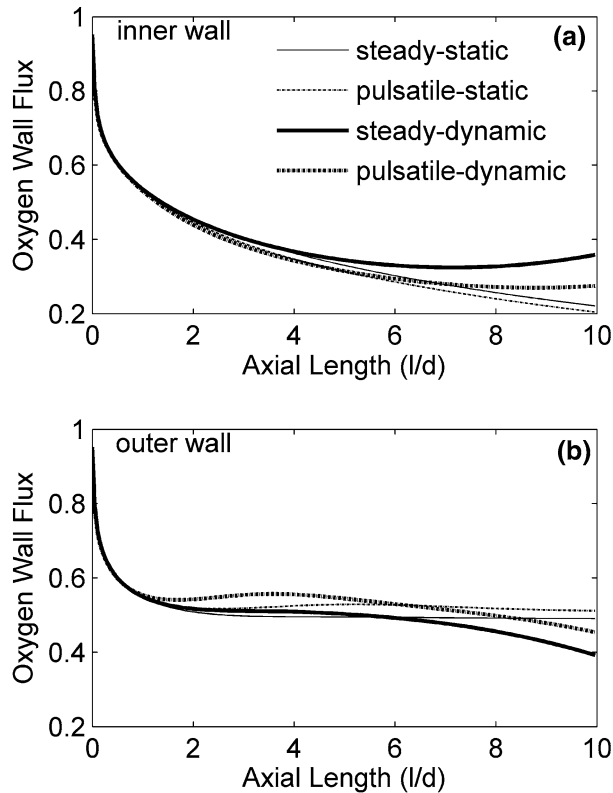 inner wall
(a)
steady-static
pulsatile-static
steady-dynamic
pulsatile-dynamic
Oxygen Wall Flux
1
0.8
0.6
0.4
0.2
0 2 4 6 8 10
Axial Length (l/d)
outer wall
(b)
Oxygen Wall Flux
1
0.8
0.6
0.4
0.2
0 2 4 6 8 10
Axial Length (l/d)